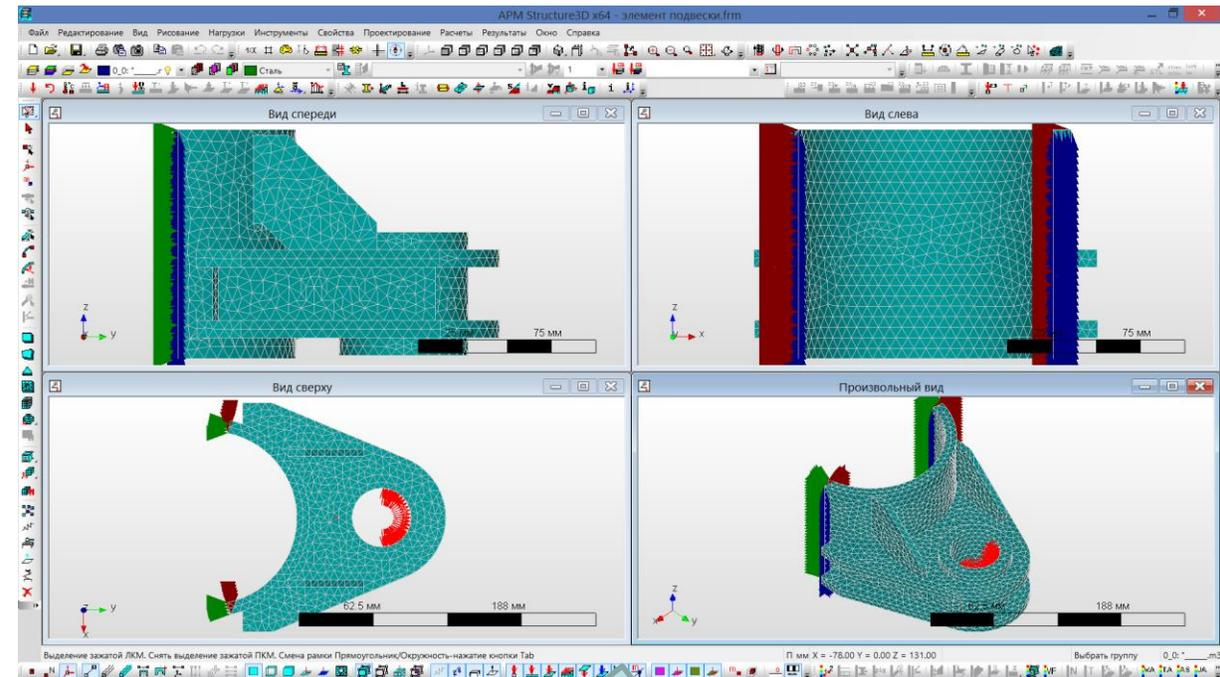 APM Structure3D x64 - элемент подвески.frm
Файл Редактирование Вид Рисование Нагрузки Инструменты Свойства Проектирование Расчеты Результаты Окно Справка
Сталь
1
Вид спереди
Вид слева
z
y
75 мм
z
x
75 мм
Вид сверху
Произвольный вид
y
x
62.5 мм
188 мм
z
x
y
188 мм
Выделение зажатой ЛКМ. Снять выделение зажатой ПКМ. Смена рамки Прямоугольник/Окружность-нажатие кнопки Tab
П мм X = -78.00 Y = 0.00 Z = 131.00
Выбрать группу